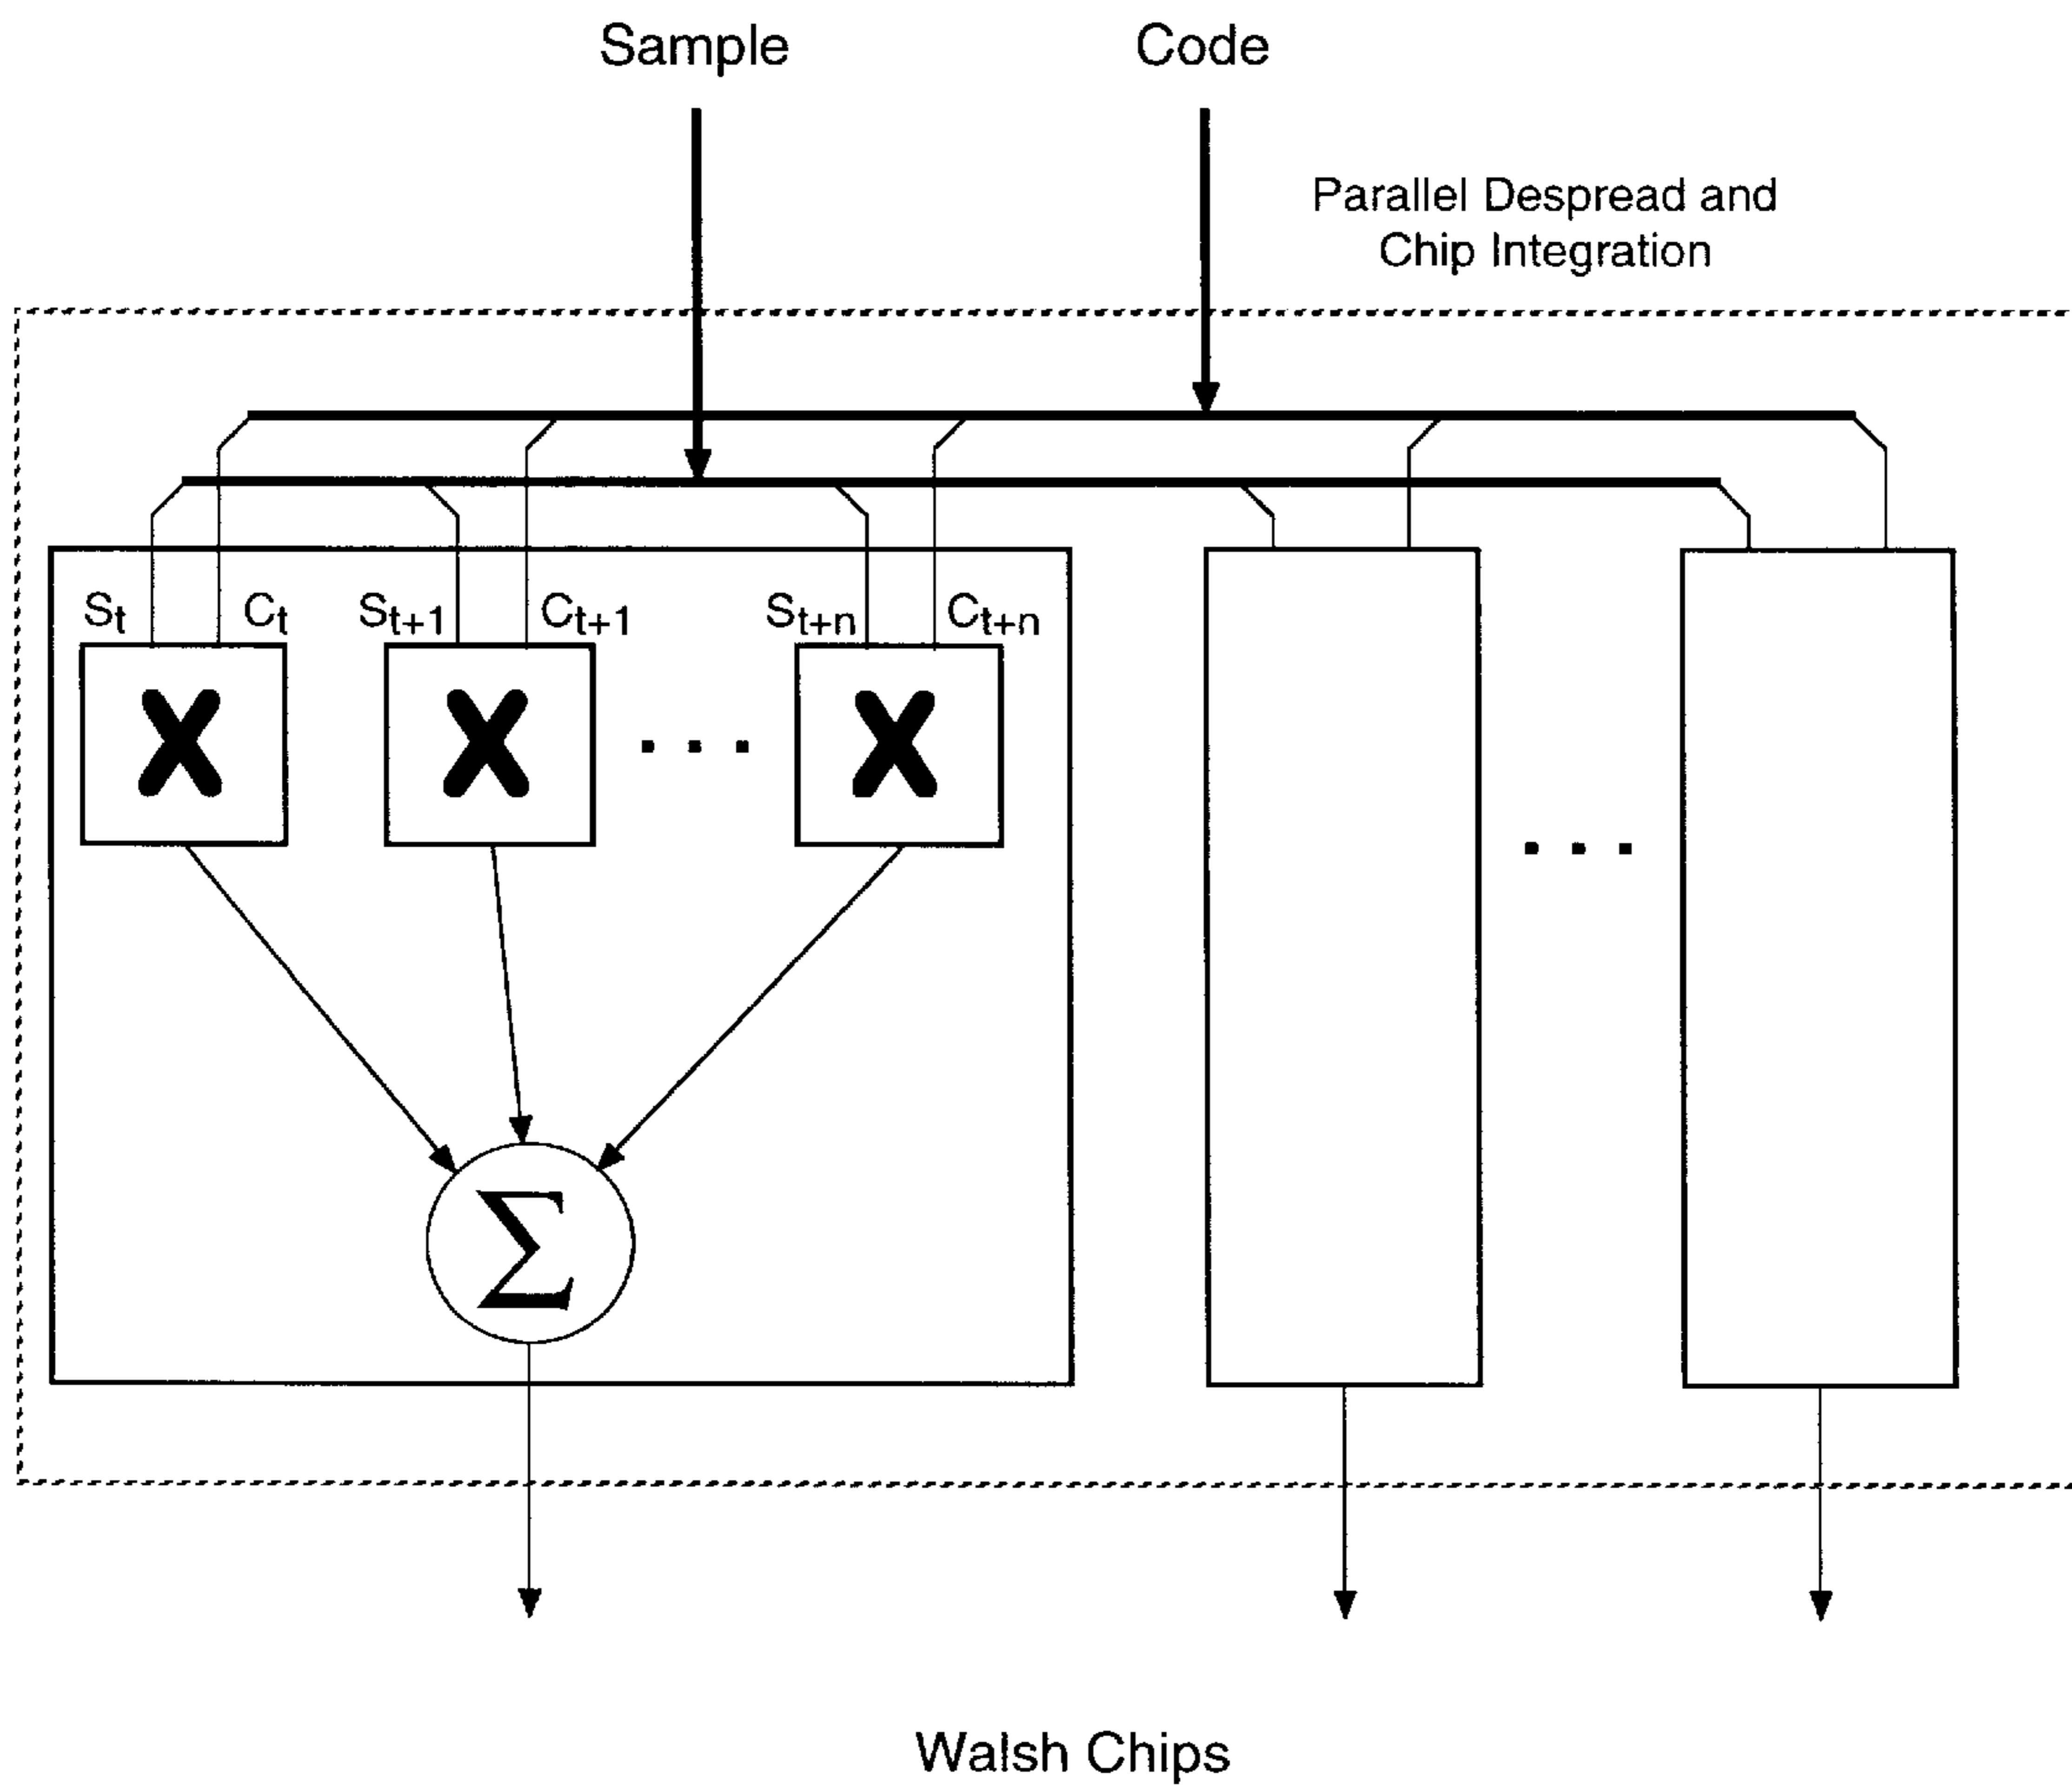 Sample
Code
Parallel Despread and
Chip Integration
St Ct St+1 Ct+1 St+n Ct+n
X X ... X
...
Σ
Walsh Chips